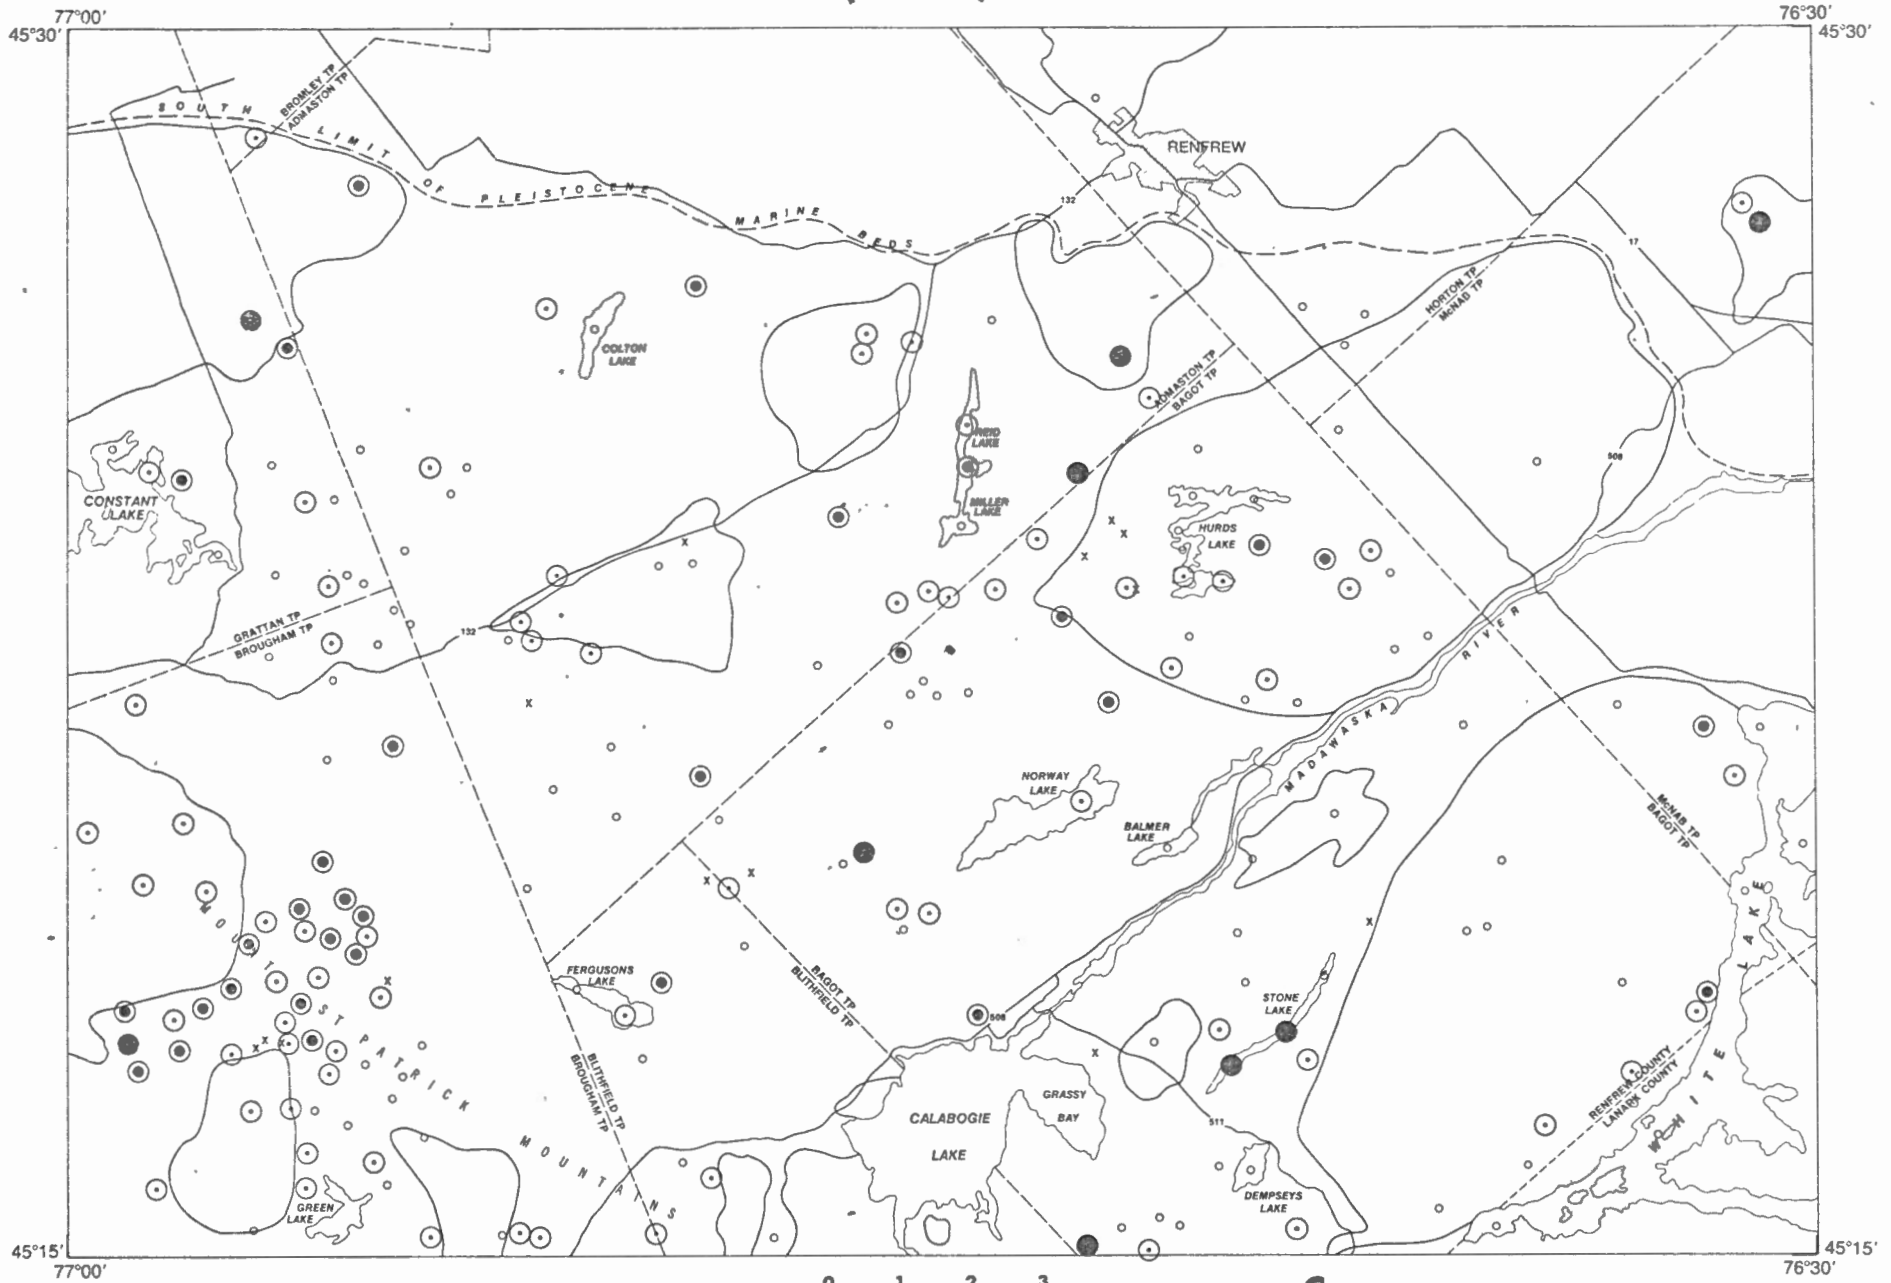 77°00'
76°30'
45°30'
45°30'
BROMLEY TP
ADMASTON TP
SOUTH LIMIT OF PLEISTOCENE MARINE BEDS
RENFREW
132
17
HORTON TP
McNAB TP
COLTON
LAKE
ADMASTON TP
BAGOT TP
REID
LAKE
508
CONSTANT
LAKE
MILLER
LAKE
HURDS
LAKE
GRATTAN TP
BROUGHAM TP
132
MADAWASKA RIVER
NORWAY
LAKE
BALMER
LAKE
McNAB TP
BAGOT TP
MOUNT ST PATRICK MOUNTAINS
FERGUSONS
LAKE
BAGOT TP
BLITHFIELD TP
STONE
LAKE
508
WHITE LAKE
BLITHFIELD TP
BROUGHAM TP
GRASSY
BAY
RENFREW COUNTY
LANARK COUNTY
CALABOGIE
LAKE
511
DEMPSEYS
LAKE
GREEN
LAKE
45°15'
45°15'
77°00'
76°30'
0 1 2 3